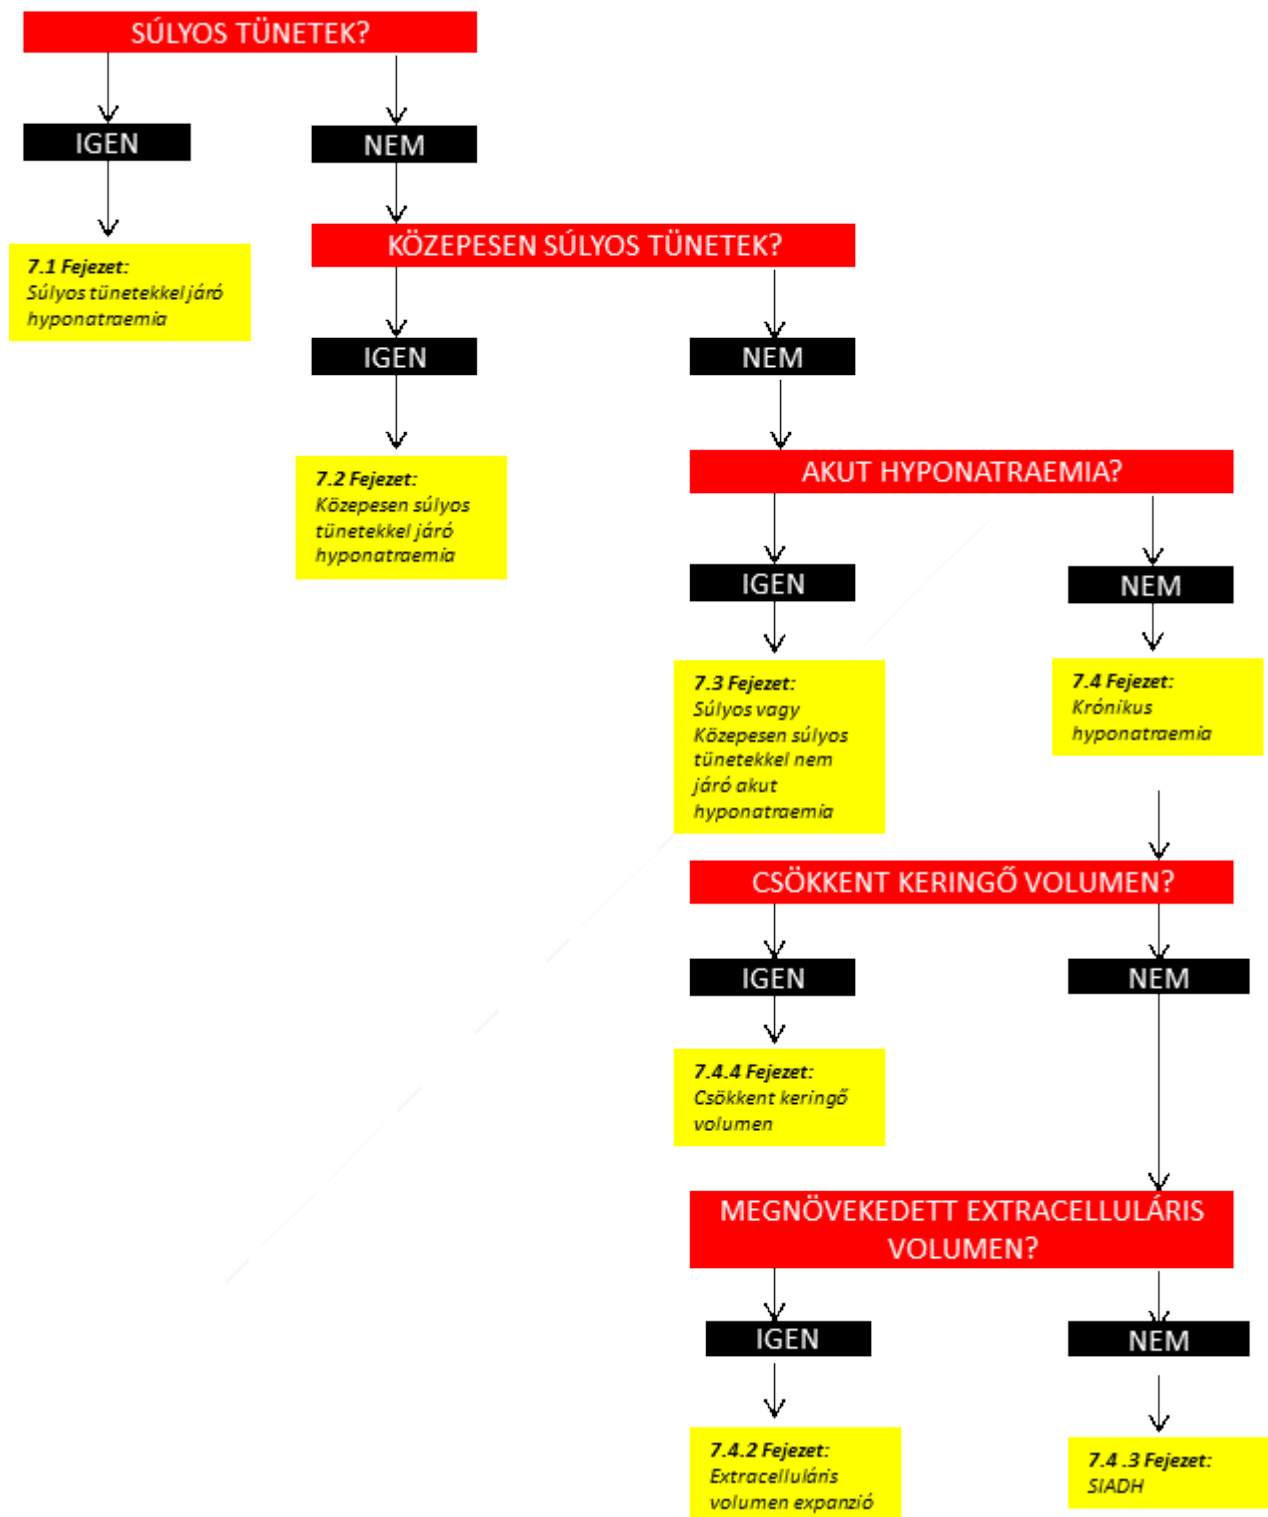 SÚLYOS TÜNETEK?
IGEN
NEM
7.1 Fejezet:
Súlyos tünetekkel járó
hyponatraemia
KÖZEPESEN SÚLYOS TÜNETEK?
IGEN
NEM
7.2 Fejezet:
Közepesen súlyos
tünetekkel járó
hyponatraemia
AKUT HYPONATRAEMIA?
IGEN
NEM
7.3 Fejezet:
Súlyos vagy
Közepesen súlyos
tünetekkel nem
járó akut
hyponatraemia
7.4 Fejezet:
Krónikus
hyponatraemia
CSÖKKENT KERINGŐ VOLUMEN?
IGEN
NEM
7.4.4 Fejezet:
Csökkent keringő
volumen
MEGNÖVEKEDETT EXTRACELLULÁRIS
VOLUMEN?
IGEN
NEM
7.4.2 Fejezet:
Extracelluláris
volumen expanzió
7.4 .3 Fejezet:
SIADH